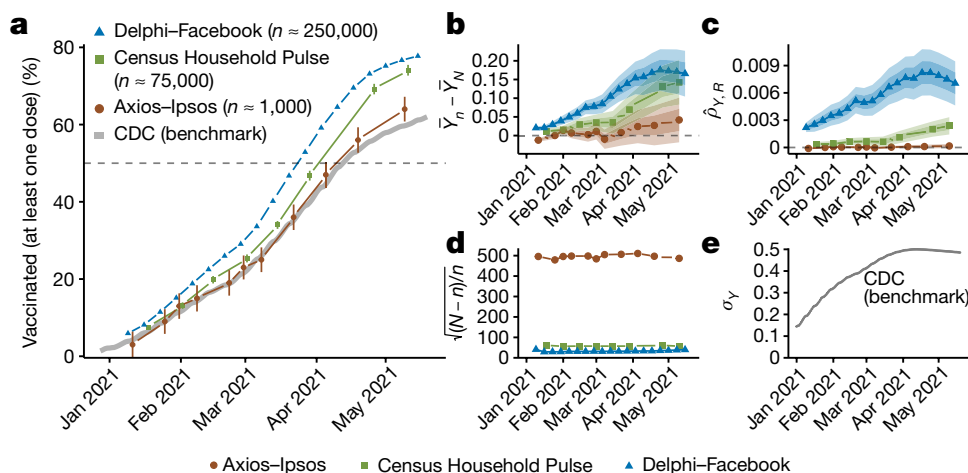 a
Vaccinated (at least one dose) (%)
80
60
40
20
0
Delphi–Facebook (n ≈ 250,000)
Census Household Pulse
(n ≈ 75,000)
Axios–Ipsos (n ≈ 1,000)
CDC (benchmark)
Jan 2021
Feb 2021
Mar 2021
Apr 2021
May 2021
b
Y̅n − Y̅N
0.20
0.15
0.10
0.05
0
Jan 2021
Feb 2021
Mar 2021
Apr 2021
May 2021
c
ρ̂Y,R
0.009
0.006
0.003
0
Jan 2021
Feb 2021
Mar 2021
Apr 2021
May 2021
d
√(N − n)/n
500
400
300
200
100
0
Jan 2021
Feb 2021
Mar 2021
Apr 2021
May 2021
e
σY
0.5
0.4
0.3
0.2
0.1
CDC
(benchmark)
Jan 2021
Feb 2021
Mar 2021
Apr 2021
May 2021
Axios–Ipsos
Census Household Pulse
Delphi–Facebook